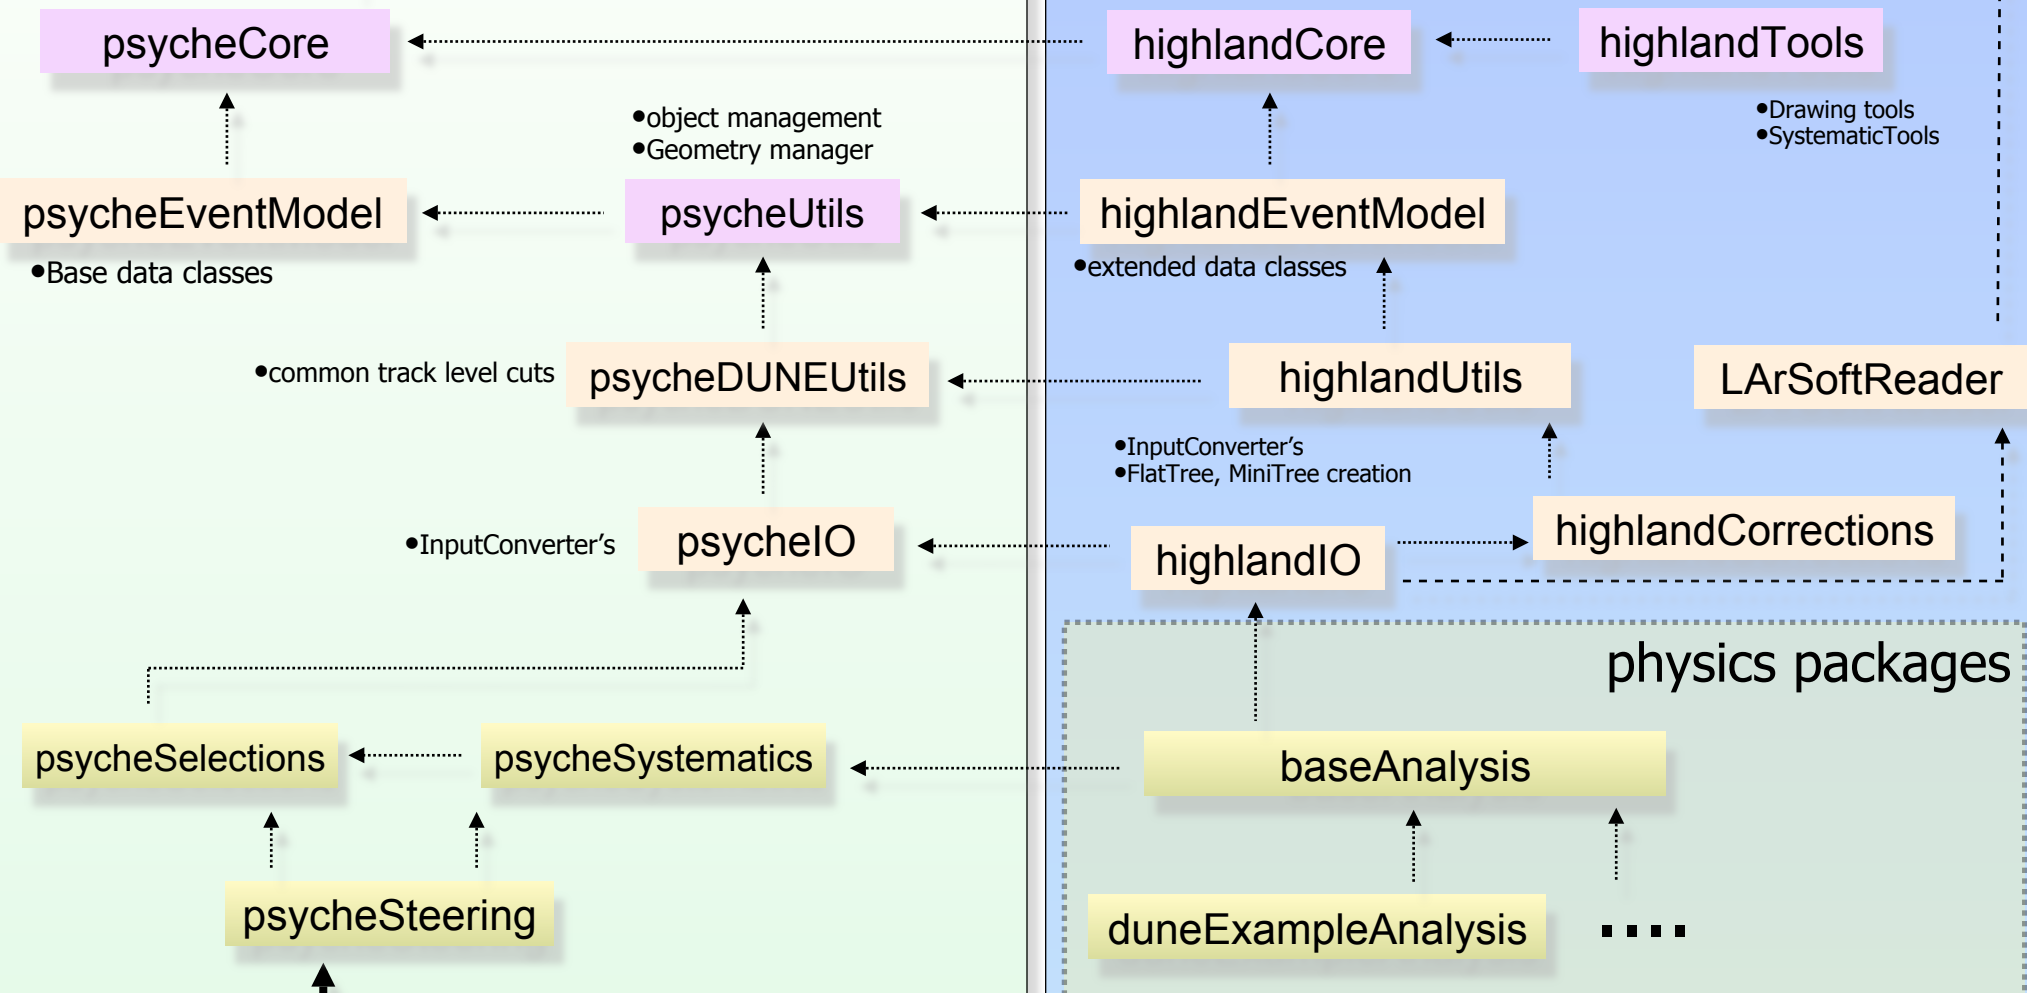 psycheCore
highlandCore
highlandTools
•object management
•Geometry manager
•Drawing tools
•SystematicTools
psycheEventModel
psycheUtils
highlandEventModel
•Base data classes
•extended data classes
•common track level cuts
psycheDUNEUtils
highlandUtils
LArSoftReader
•InputConverter’s
•FlatTree, MiniTree creation
•InputConverter’s
psycheIO
highlandIO
highlandCorrections
physics packages
psycheSelections
psycheSystematics
baseAnalysis
psycheSteering
duneExampleAnalysis
....